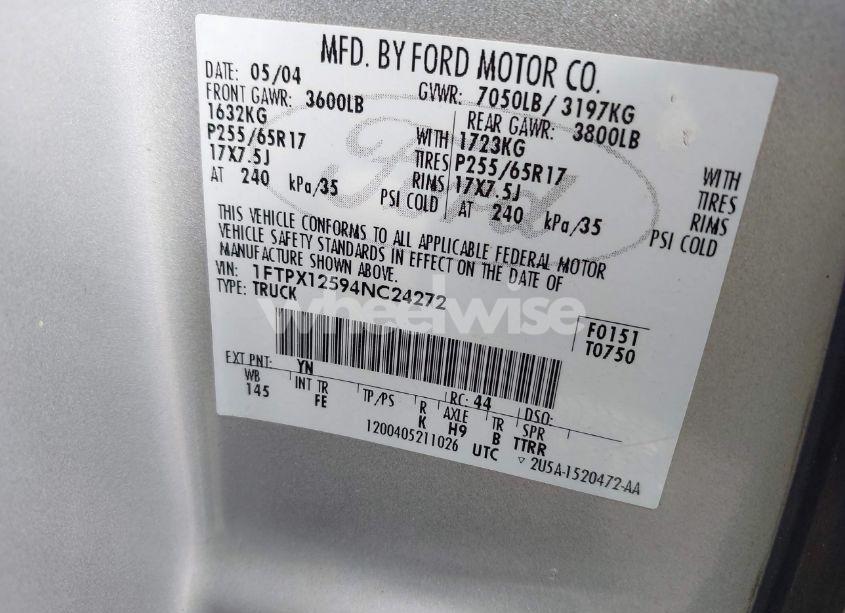 MFD. BY FORD MOTOR CO.
DATE: 05/04 GVWR: 7050LB/ 3197KG
FRONT GAWR: 3600LB REAR GAWR: 3800LB
1632KG WITH 1723KG WITH
P255/65R17 TIRES P255/65R17 TIRES
17X7.5J RIMS 17X7.5J RIMS
AT 240 kPa/35 PSI COLD AT 240 kPa/35 PSI COLD
THIS VEHICLE CONFORMS TO ALL APPLICABLE FEDERAL MOTOR
VEHICLE SAFETY STANDARDS IN EFFECT ON THE DATE OF
MANUFACTURE SHOWN ABOVE.
VIN: 1FTPX12594NC24272
TYPE: TRUCK
F0151
T0750
EXT PNT: YN RC: 44 DSO:
WB INT TR TP/PS R AXLE TR SPR
145 FE K H9 B TTRR
1200405211026 UTC ▽ 2U5A-1520472-AA
Ford
wheelwise